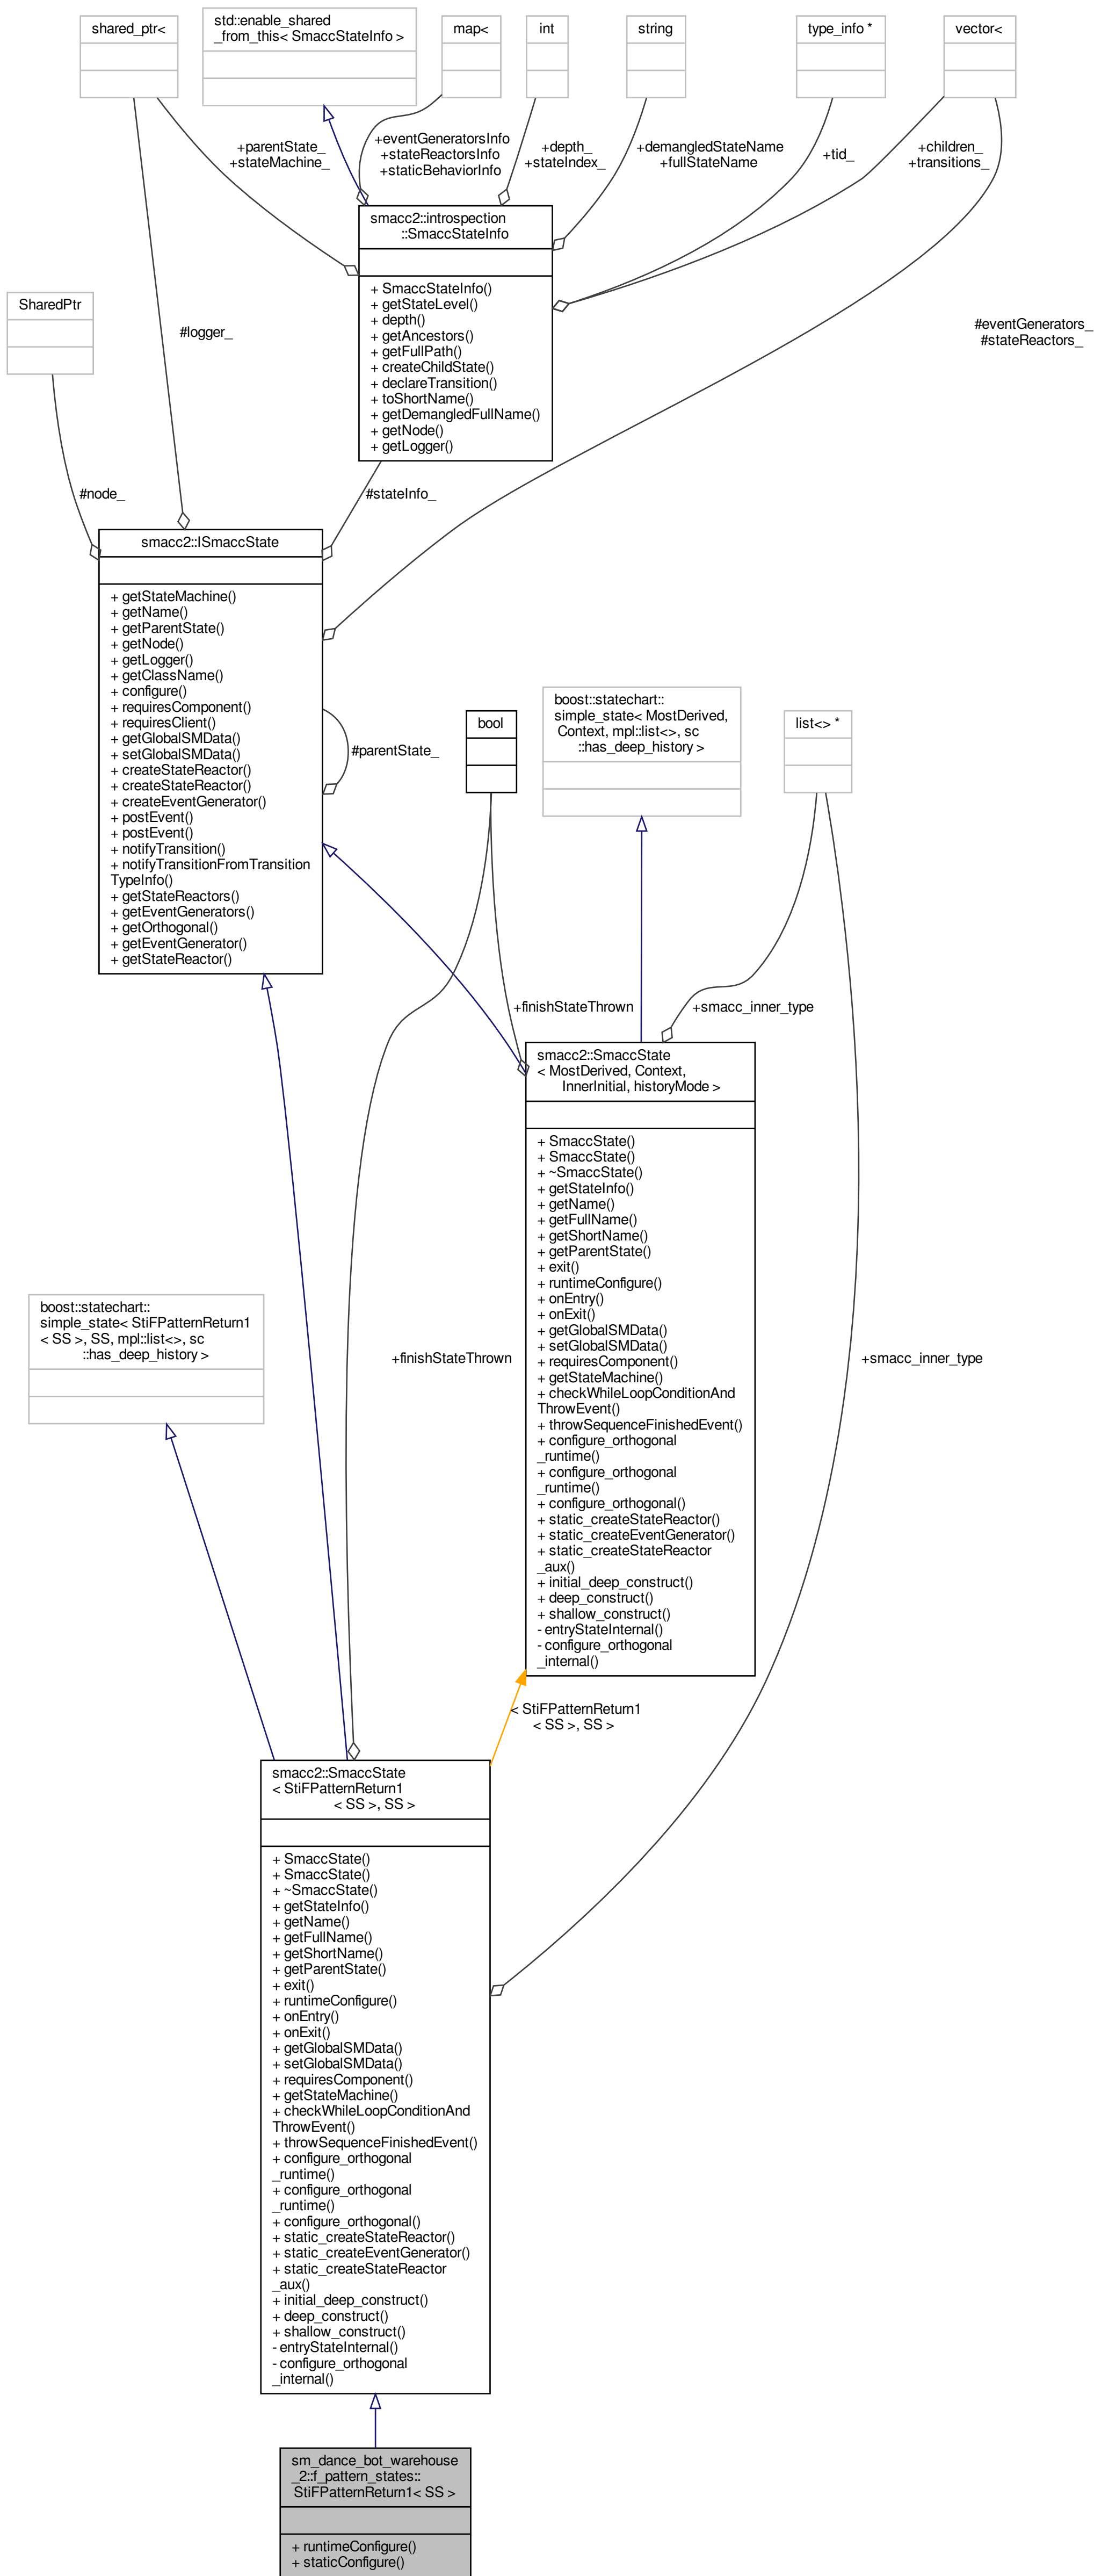 shared_ptr<
std::enable_shared
_from_this< SmaccStateInfo >
map<
int
string
type_info *
vector<
+parentState_
+stateMachine_
+eventGeneratorsInfo
+stateReactorsInfo
+staticBehaviorInfo
+depth_
+stateIndex_
+demangledStateName
+fullStateName
+tid_
+children_
+transitions_
smacc2::introspection
::SmaccStateInfo
+ SmaccStateInfo()
+ getStateLevel()
+ depth()
+ getAncestors()
+ getFullPath()
+ createChildState()
+ declareTransition()
+ toShortName()
+ getDemangledFullName()
+ getNode()
+ getLogger()
SharedPtr
#logger_
#eventGenerators_
#stateReactors_
#node_
#stateInfo_
smacc2::ISmaccState
+ getStateMachine()
+ getName()
+ getParentState()
+ getNode()
+ getLogger()
+ getClassName()
+ configure()
+ requiresComponent()
+ requiresClient()
+ getGlobalSMData()
+ setGlobalSMData()
+ createStateReactor()
+ createStateReactor()
+ createEventGenerator()
+ postEvent()
+ postEvent()
+ notifyTransition()
+ notifyTransitionFromTransition
TypeInfo()
+ getStateReactors()
+ getEventGenerators()
+ getOrthogonal()
+ getEventGenerator()
+ getStateReactor()
#parentState_
bool
boost::statechart::
simple_state< MostDerived,
Context, mpl::list<>, sc
::has_deep_history >
list<> *
+finishStateThrown
+smacc_inner_type
smacc2::SmaccState
< MostDerived, Context,
InnerInitial, historyMode >
+ SmaccState()
+ SmaccState()
+ ~SmaccState()
+ getStateInfo()
+ getName()
+ getFullName()
+ getShortName()
+ getParentState()
+ exit()
+ runtimeConfigure()
+ onEntry()
+ onExit()
+ getGlobalSMData()
+ setGlobalSMData()
+ requiresComponent()
+ getStateMachine()
+ checkWhileLoopConditionAnd
ThrowEvent()
+ throwSequenceFinishedEvent()
+ configure_orthogonal
_runtime()
+ configure_orthogonal
_runtime()
+ configure_orthogonal()
+ static_createStateReactor()
+ static_createEventGenerator()
+ static_createStateReactor
_aux()
+ initial_deep_construct()
+ deep_construct()
+ shallow_construct()
- entryStateInternal()
- configure_orthogonal
_internal()
boost::statechart::
simple_state< StiFPatternReturn1
< SS >, SS, mpl::list<>, sc
::has_deep_history >
+finishStateThrown
+smacc_inner_type
< StiFPatternReturn1
< SS >, SS >
smacc2::SmaccState
< StiFPatternReturn1
< SS >, SS >
+ SmaccState()
+ SmaccState()
+ ~SmaccState()
+ getStateInfo()
+ getName()
+ getFullName()
+ getShortName()
+ getParentState()
+ exit()
+ runtimeConfigure()
+ onEntry()
+ onExit()
+ getGlobalSMData()
+ setGlobalSMData()
+ requiresComponent()
+ getStateMachine()
+ checkWhileLoopConditionAnd
ThrowEvent()
+ throwSequenceFinishedEvent()
+ configure_orthogonal
_runtime()
+ configure_orthogonal
_runtime()
+ configure_orthogonal()
+ static_createStateReactor()
+ static_createEventGenerator()
+ static_createStateReactor
_aux()
+ initial_deep_construct()
+ deep_construct()
+ shallow_construct()
- entryStateInternal()
- configure_orthogonal
_internal()
sm_dance_bot_warehouse
_2::f_pattern_states::
StiFPatternReturn1< SS >
+ runtimeConfigure()
+ staticConfigure()